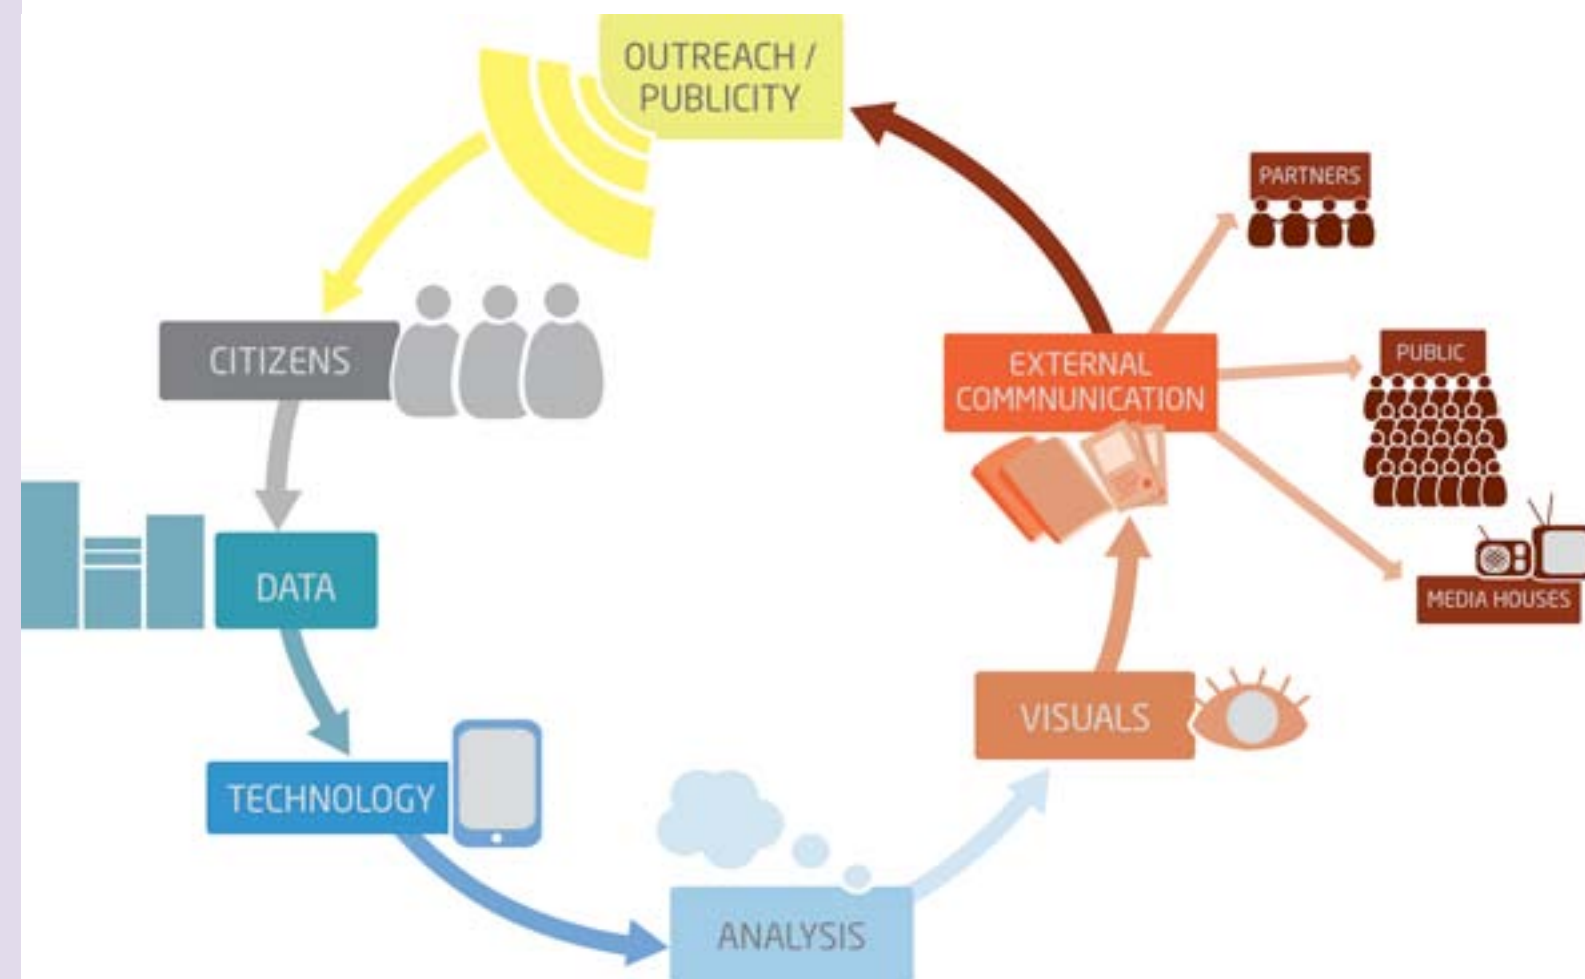 OUTREACH /
PUBLICITY
PARTNERS
CITIZENS
EXTERNAL
COMMNUNICATION
PUBLIC
DATA
MEDIA HOUSES
VISUALS
TECHNOLOGY
ANALYSIS